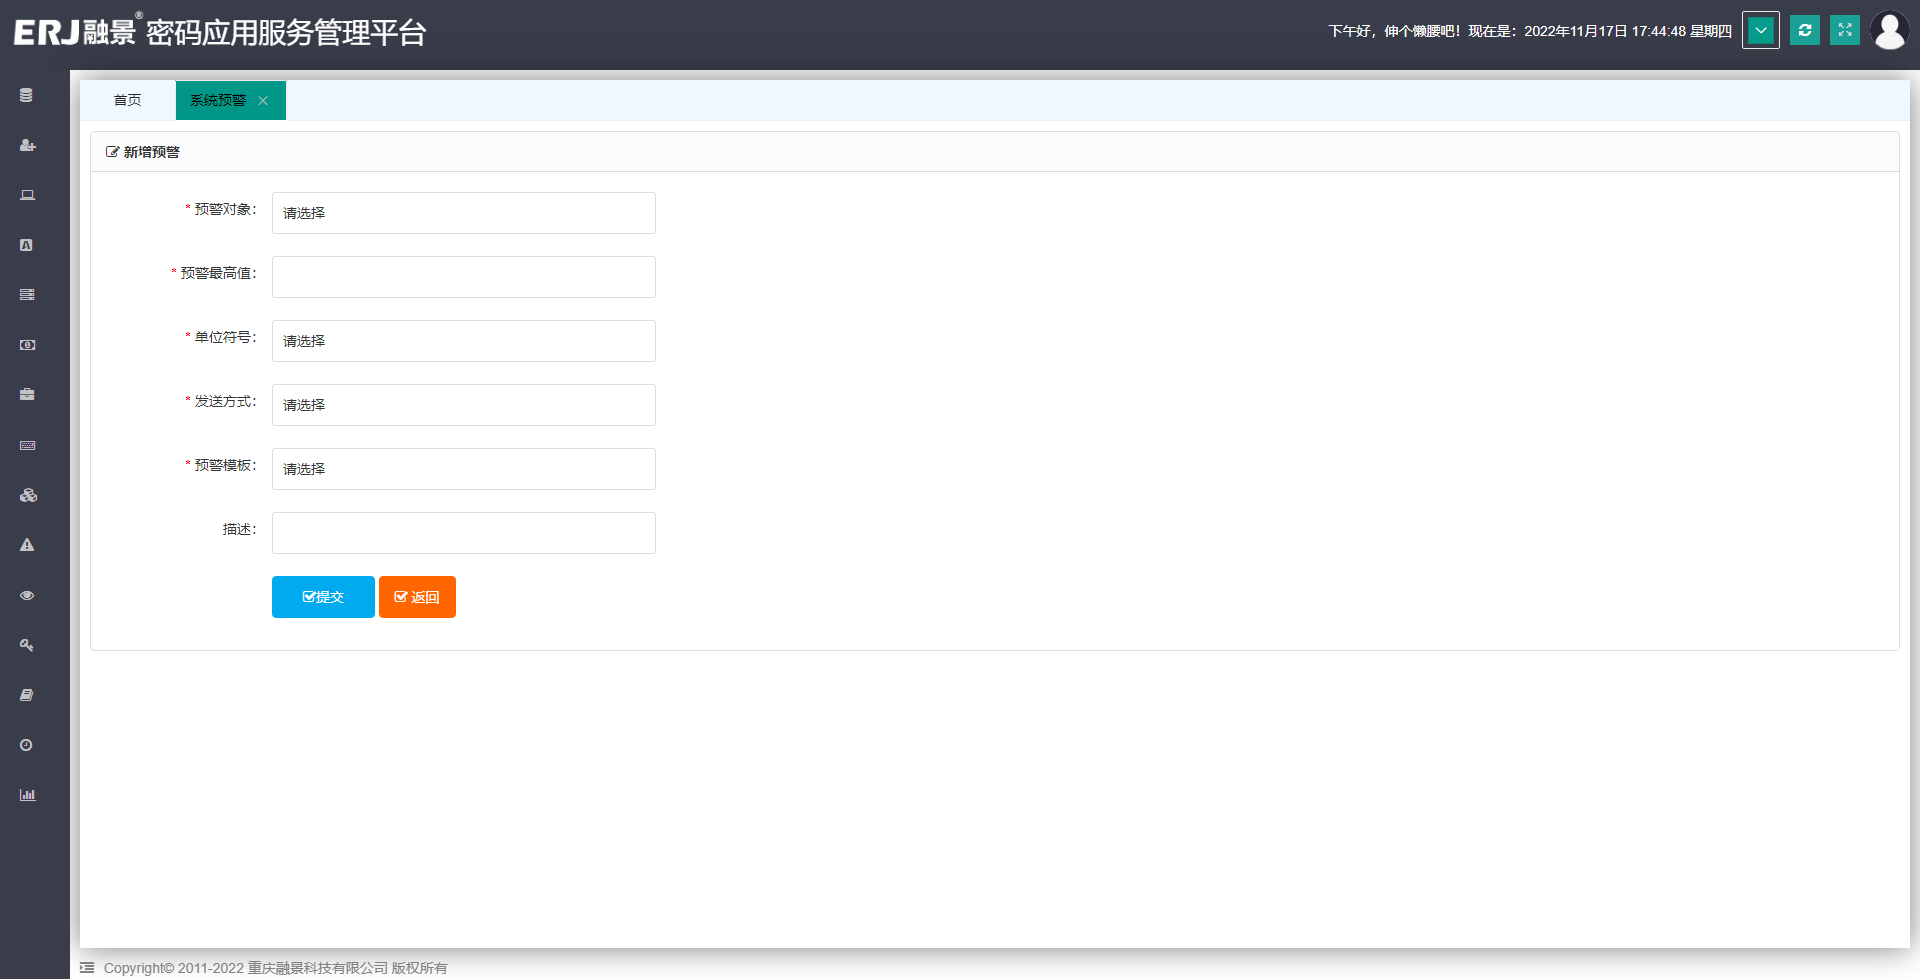 ERJ融景® 密码应用服务管理平台
下午好，伸个懒腰吧！现在是：2022年11月17日 17:44:48 星期四
首页
系统预警
新增预警
* 预警对象：
请选择
* 预警最高值：
* 单位符号：
请选择
* 发送方式：
请选择
* 预警模板：
请选择
描述：
提交
返回
Copyright© 2011-2022 重庆融景科技有限公司 版权所有